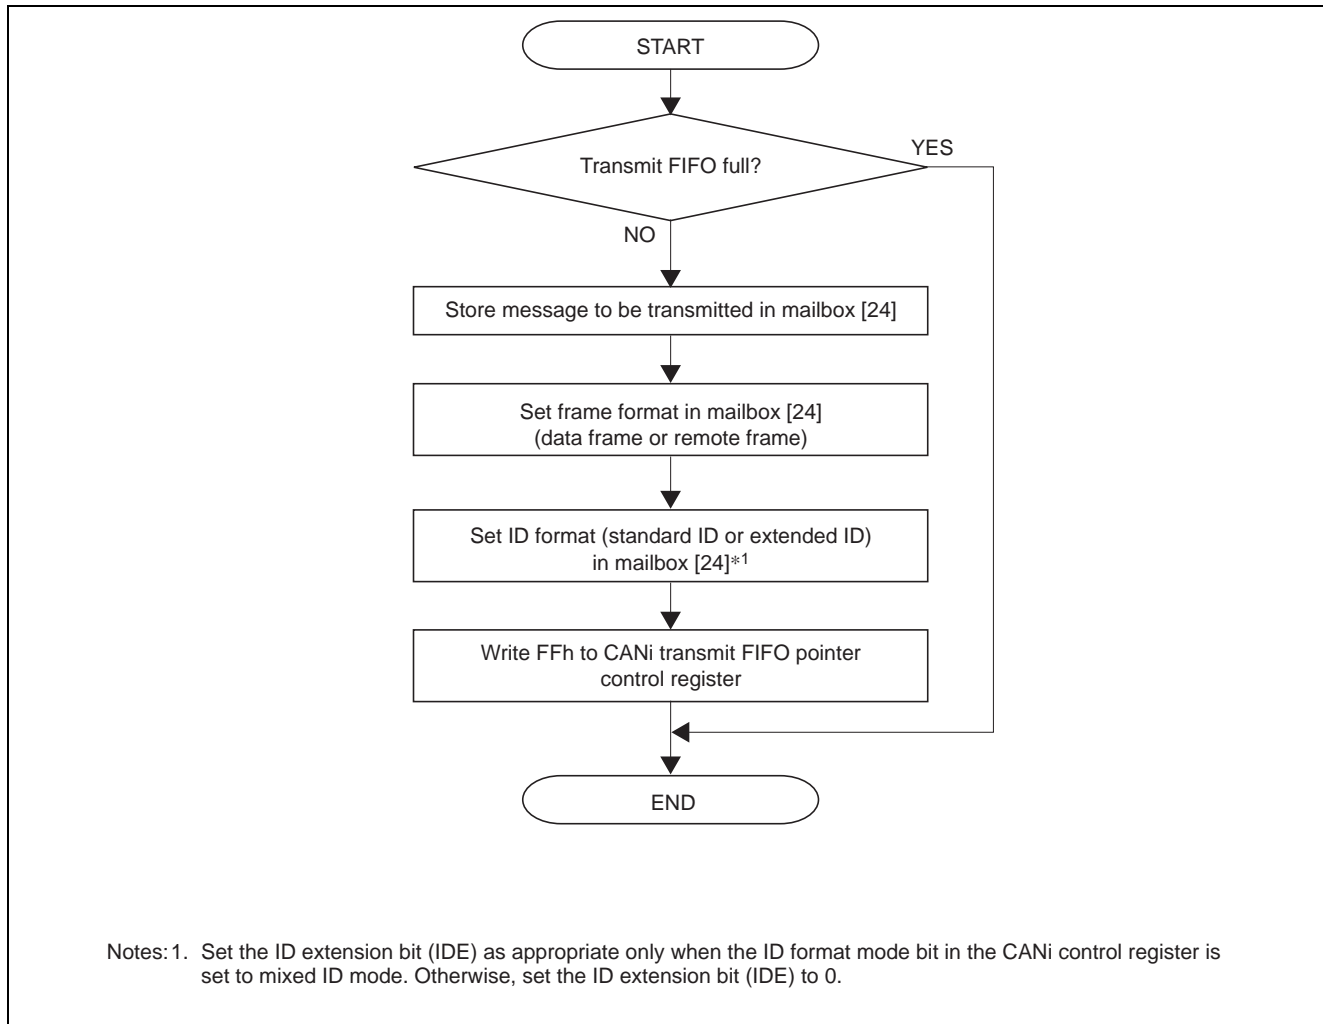 START
Transmit FIFO full?
YES
NO
Store message to be transmitted in mailbox [24]
Set frame format in mailbox [24]
(data frame or remote frame)
Set ID format (standard ID or extended ID)
in mailbox [24]*1
Write FFh to CANi transmit FIFO pointer
control register
END
Notes: 1. Set the ID extension bit (IDE) as appropriate only when the ID format mode bit in the CANi control register is
set to mixed ID mode. Otherwise, set the ID extension bit (IDE) to 0.